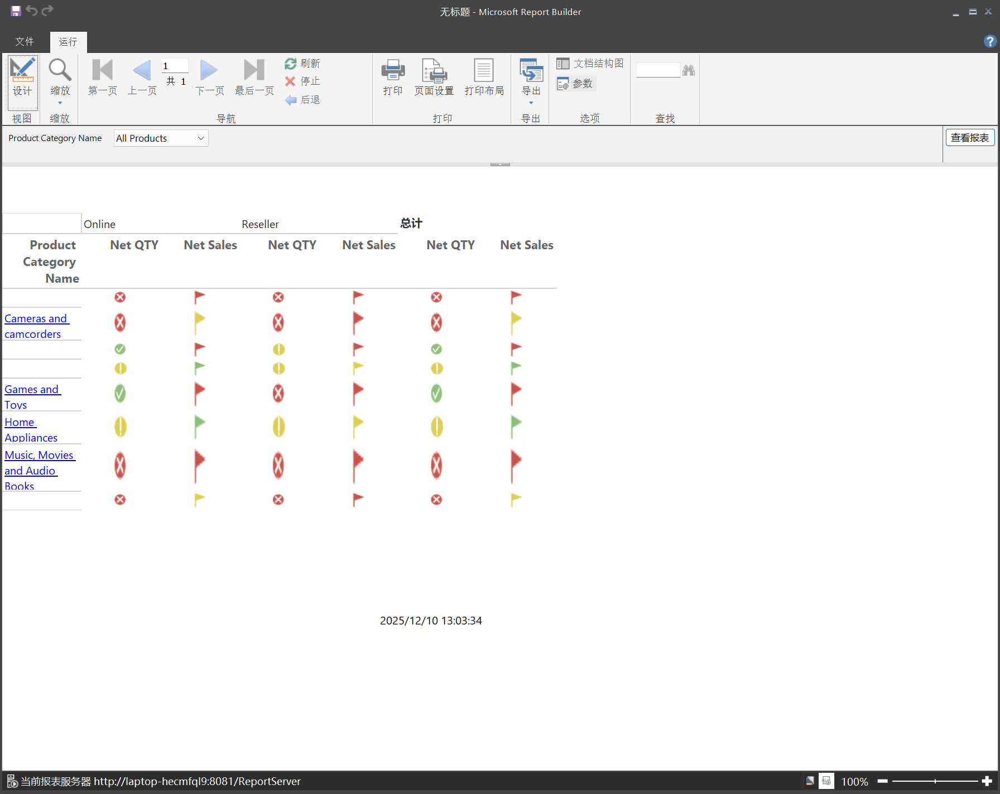 无标题 - Microsoft Report Builder
文件
运行
设计
视图
缩放
缩放
第一页
上一页
1
共 1
下一页
最后一页
刷新
停止
后退
导航
打印
页面设置
打印布局
打印
导出
导出
文档结构图
参数
选项
查找
Product Category Name
All Products
查看报表
Online
Reseller
总计
Product
Category
Name
Net QTY
Net Sales
Net QTY
Net Sales
Net QTY
Net Sales
Cameras and
camcorders
Games and
Toys
Home
Appliances
Music, Movies
and Audio
Books
2025/12/10 13:03:34
当前报表服务器 http://laptop-hecmfql9:8081/ReportServer
100%